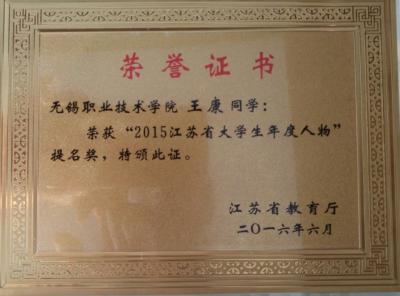 荣誉证书
无锡职业技术学院 王康 同学：
荣获“2015江苏省大学生年度人物”
提名奖，特颁此证。
江苏省教育厅
二〇一六年六月